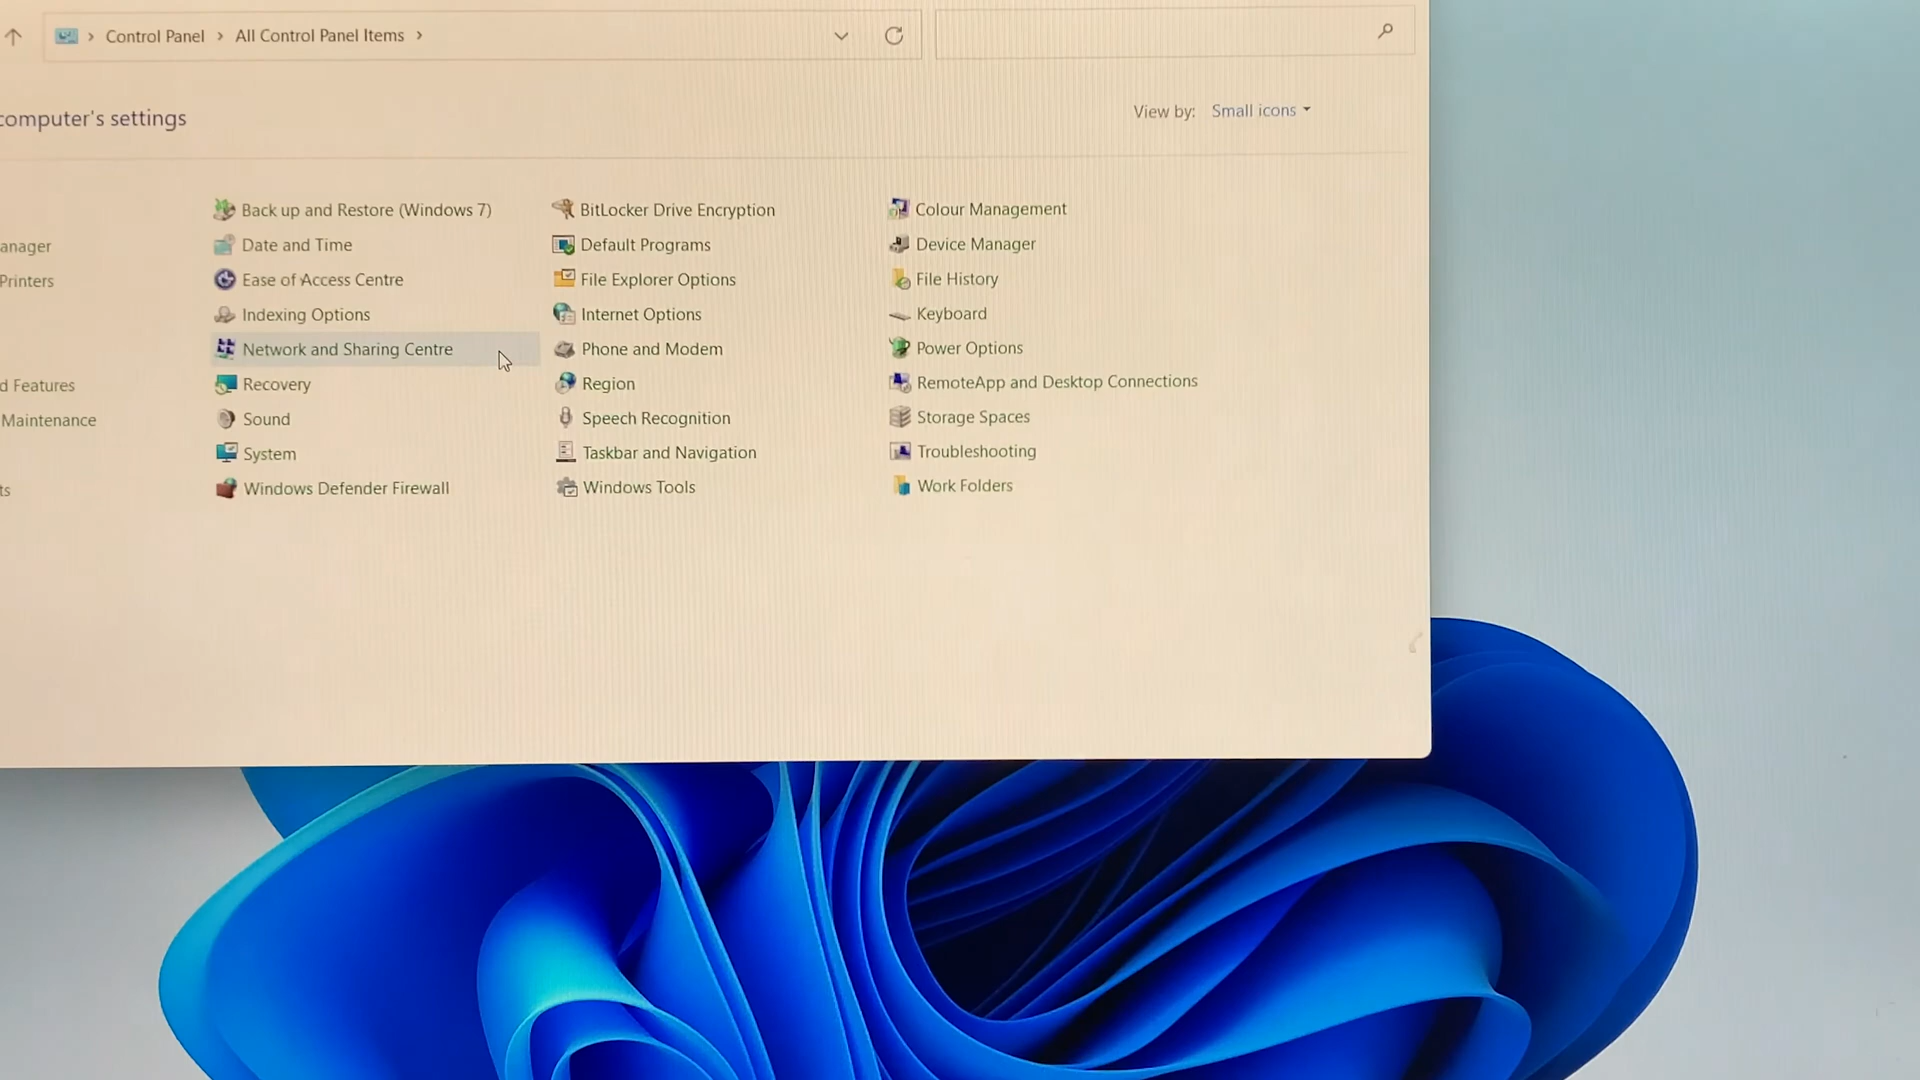 Control Panel > All Control Panel Items >
computer's settings
View by: Small icons
Back up and Restore (Windows 7) BitLocker Drive Encryption Colour Management
anager Date and Time Default Programs Device Manager
Printers Ease of Access Centre File Explorer Options File History
Indexing Options Internet Options Keyboard
Network and Sharing Centre Phone and Modem Power Options
d Features Recovery Region RemoteApp and Desktop Connections
Maintenance Sound Speech Recognition Storage Spaces
System Taskbar and Navigation Troubleshooting
ts Windows Defender Firewall Windows Tools Work Folders